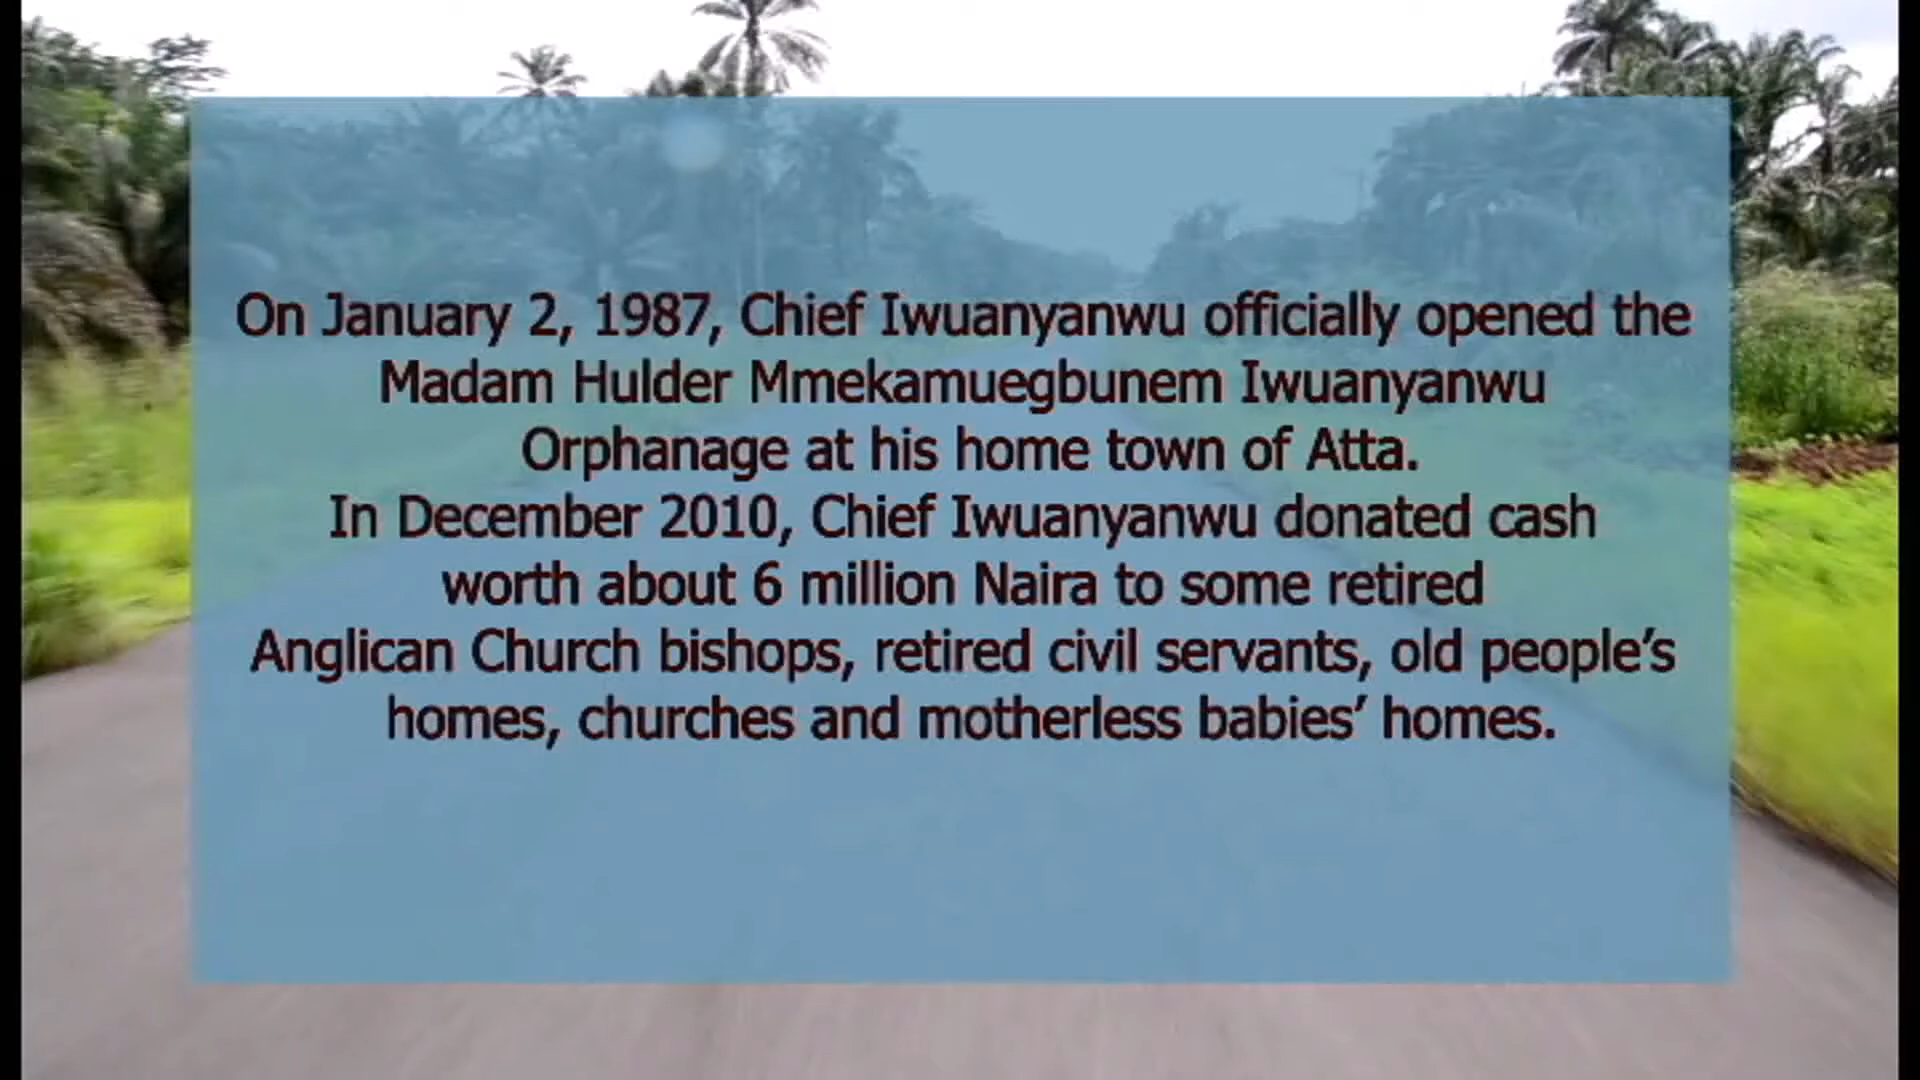 On January 2, 1987, Chief Iwuanyanwu officially opened the
Madam Hulder Mmekamuegbunem Iwuanyanwu
Orphanage at his home town of Atta.
In December 2010, Chief Iwuanyanwu donated cash
worth about 6 million Naira to some retired
Anglican Church bishops, retired civil servants, old people’s
homes, churches and motherless babies’ homes.